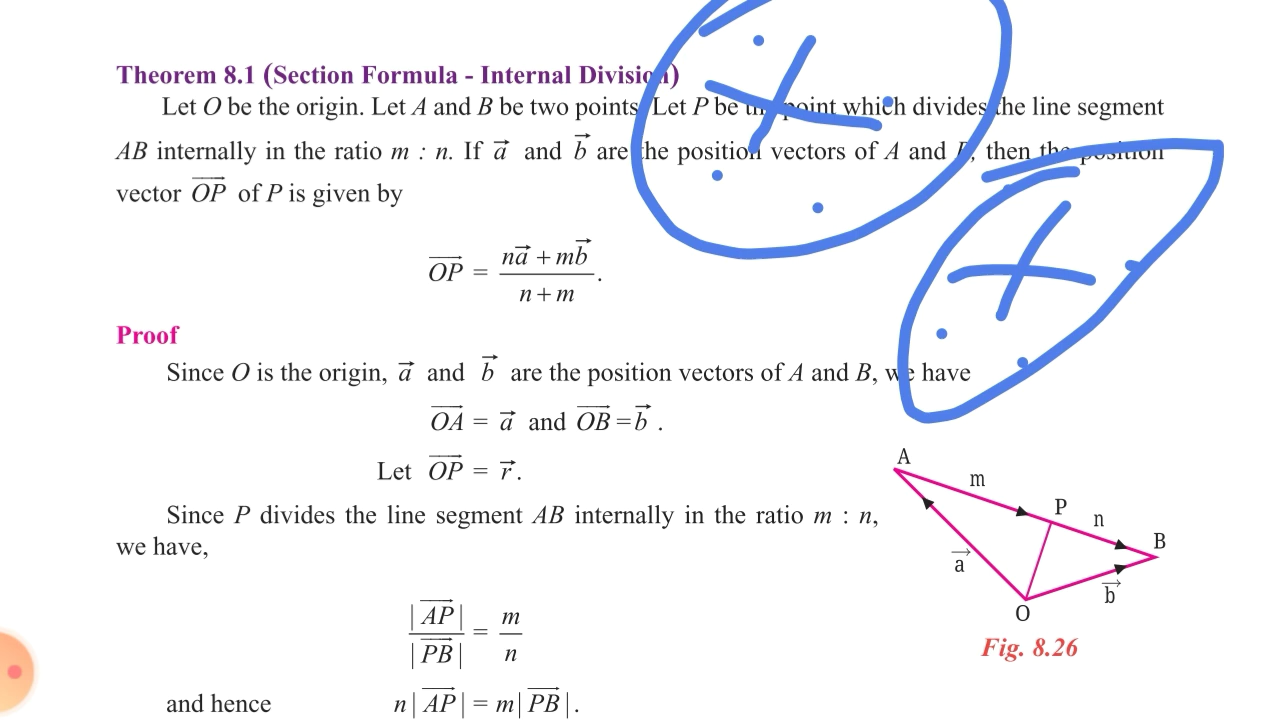 Theorem 8.1 (Section Formula - Internal Division)
Let O be the origin. Let A and B be two points. Let P be the point which divides the line segment
AB internally in the ratio m : n. If a⃗ and b⃗ are the position vectors of A and B, then the position
vector OP⃗ of P is given by
OP⃗ = (na⃗ + mb⃗)/(n + m).
Proof
Since O is the origin, a⃗ and b⃗ are the position vectors of A and B, we have
OA⃗ = a⃗ and OB⃗ = b⃗.
Let OP⃗ = r⃗.
Since P divides the line segment AB internally in the ratio m : n,
we have,
|AP⃗|/|PB⃗| = m/n
and hence n|AP⃗| = m|PB⃗|.
A
m
P
n
B
a⃗
b⃗
O
Fig. 8.26